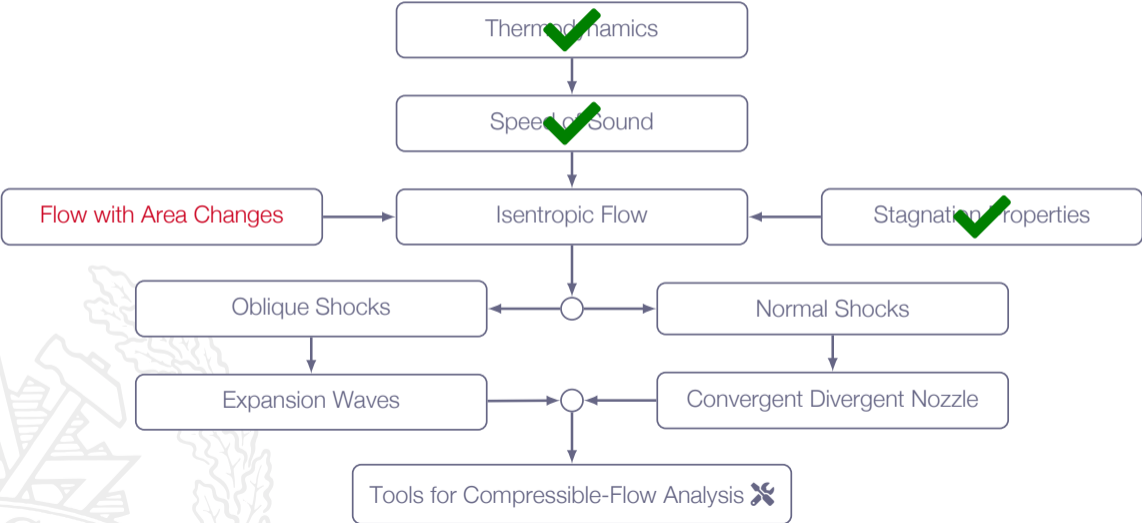 Thermodynamics
Speed of Sound
Flow with Area Changes
Isentropic Flow
Stagnation Properties
Oblique Shocks
Normal Shocks
Expansion Waves
Convergent Divergent Nozzle
Tools for Compressible-Flow Analysis